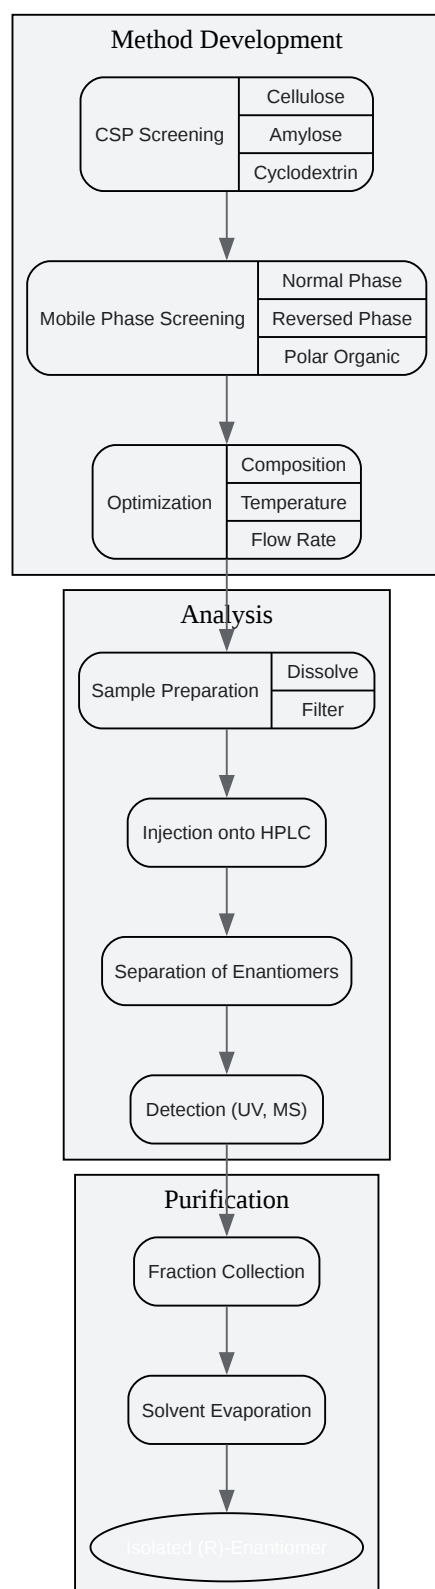 Method Development
CSP Screening
Cellulose
Amylose
Cyclodextrin
Mobile Phase Screening
Normal Phase
Reversed Phase
Polar Organic
Optimization
Composition
Temperature
Flow Rate
Analysis
Sample Preparation
Dissolve
Filter
Injection onto HPLC
Separation of Enantiomers
Detection (UV, MS)
Purification
Fraction Collection
Solvent Evaporation
Isolated (R)-Enantiomer